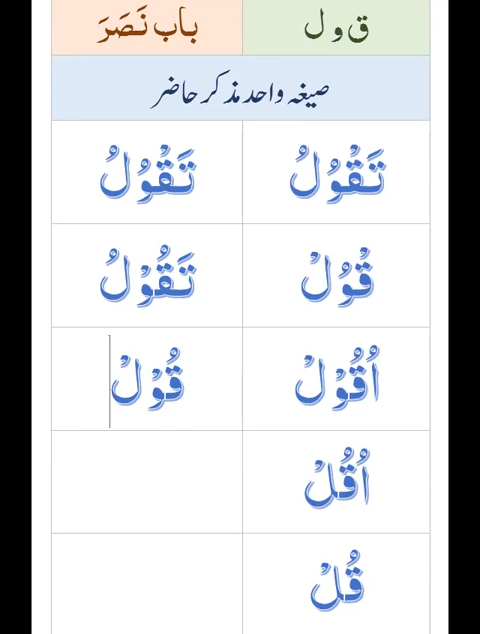 ق و ل باب نَصَرَ
صیغہ واحد مذکر حاضر
تَقْوُلُ تَقْوُلُ
قْوُلْ تَقُوْلُ
اُقُوْلْ قُوْلْ
اُقُلْ
قُلْ